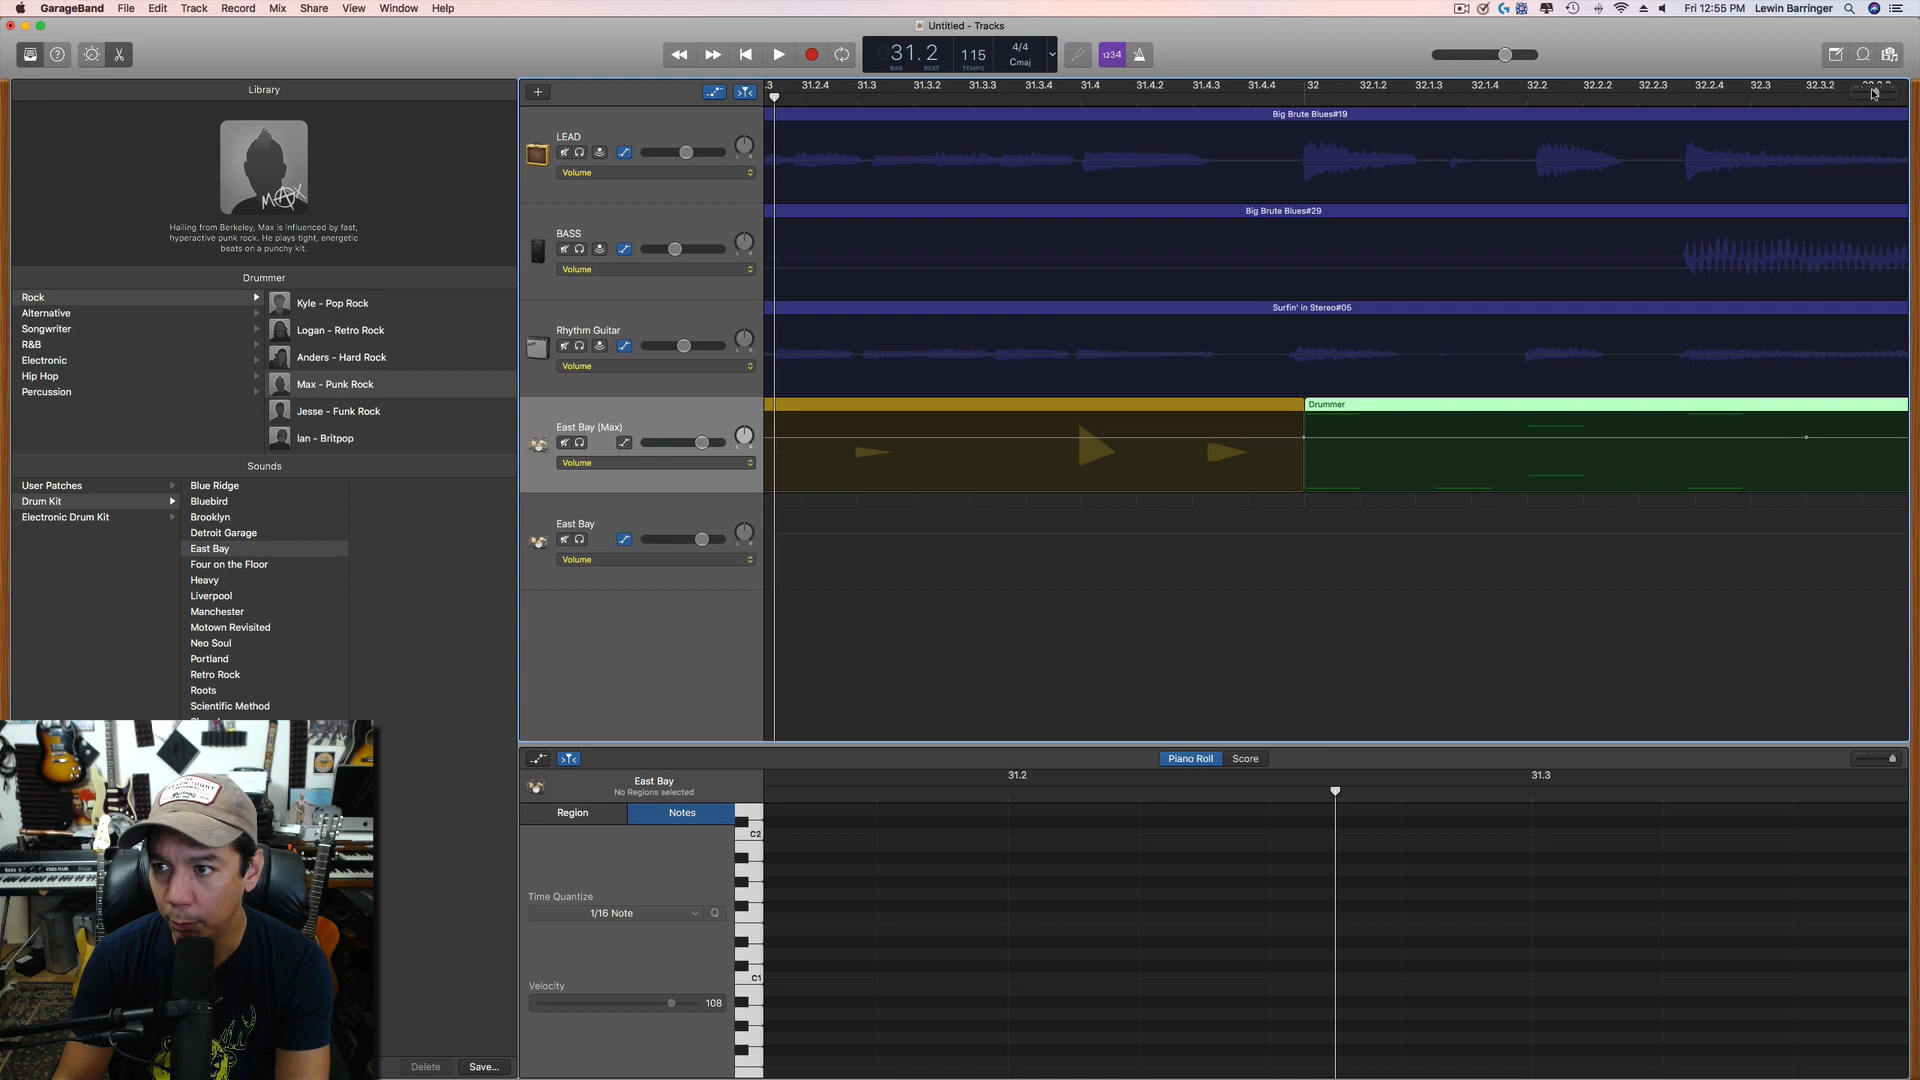 GarageBand File Edit Track Record Mix Share View Window Help
Fri 12:55 PM Lewin Barringer
Untitled - Tracks
31.2 115 4/4
BAR BEAT TEMPO Cmaj
1234
Library
31.2.4 31.3 31.3.2 31.3.3 31.3.4 31.4 31.4.2 31.4.3 31.4.4 32 32.1.2 32.1.3 32.1.4 32.2 32.2.2 32.2.3 32.2.4 32.3 32.3.2
MAX
Hailing from Berkeley, Max is influenced by fast,
hyperactive punk rock. He plays tight, energetic
beats on a punchy kit.
Drummer
Rock
Alternative
Songwriter
R&B
Electronic
Hip Hop
Percussion
Kyle - Pop Rock
Logan - Retro Rock
Anders - Hard Rock
Max - Punk Rock
Jesse - Funk Rock
Ian - Britpop
Sounds
User Patches
Drum Kit
Electronic Drum Kit
Blue Ridge
Bluebird
Brooklyn
Detroit Garage
East Bay
Four on the Floor
Heavy
Liverpool
Manchester
Motown Revisited
Neo Soul
Portland
Retro Rock
Roots
Scientific Method
Delete Save...
LEAD
Volume
Big Brute Blues#19
BASS
Volume
Big Brute Blues#29
Rhythm Guitar
Volume
Surfin' in Stereo#05
East Bay (Max)
Volume
Drummer
East Bay
Volume
Piano Roll Score
East Bay
No Regions selected
31.2 31.3
Region Notes
C2
Time Quantize
1/16 Note Q
C1
Velocity
108